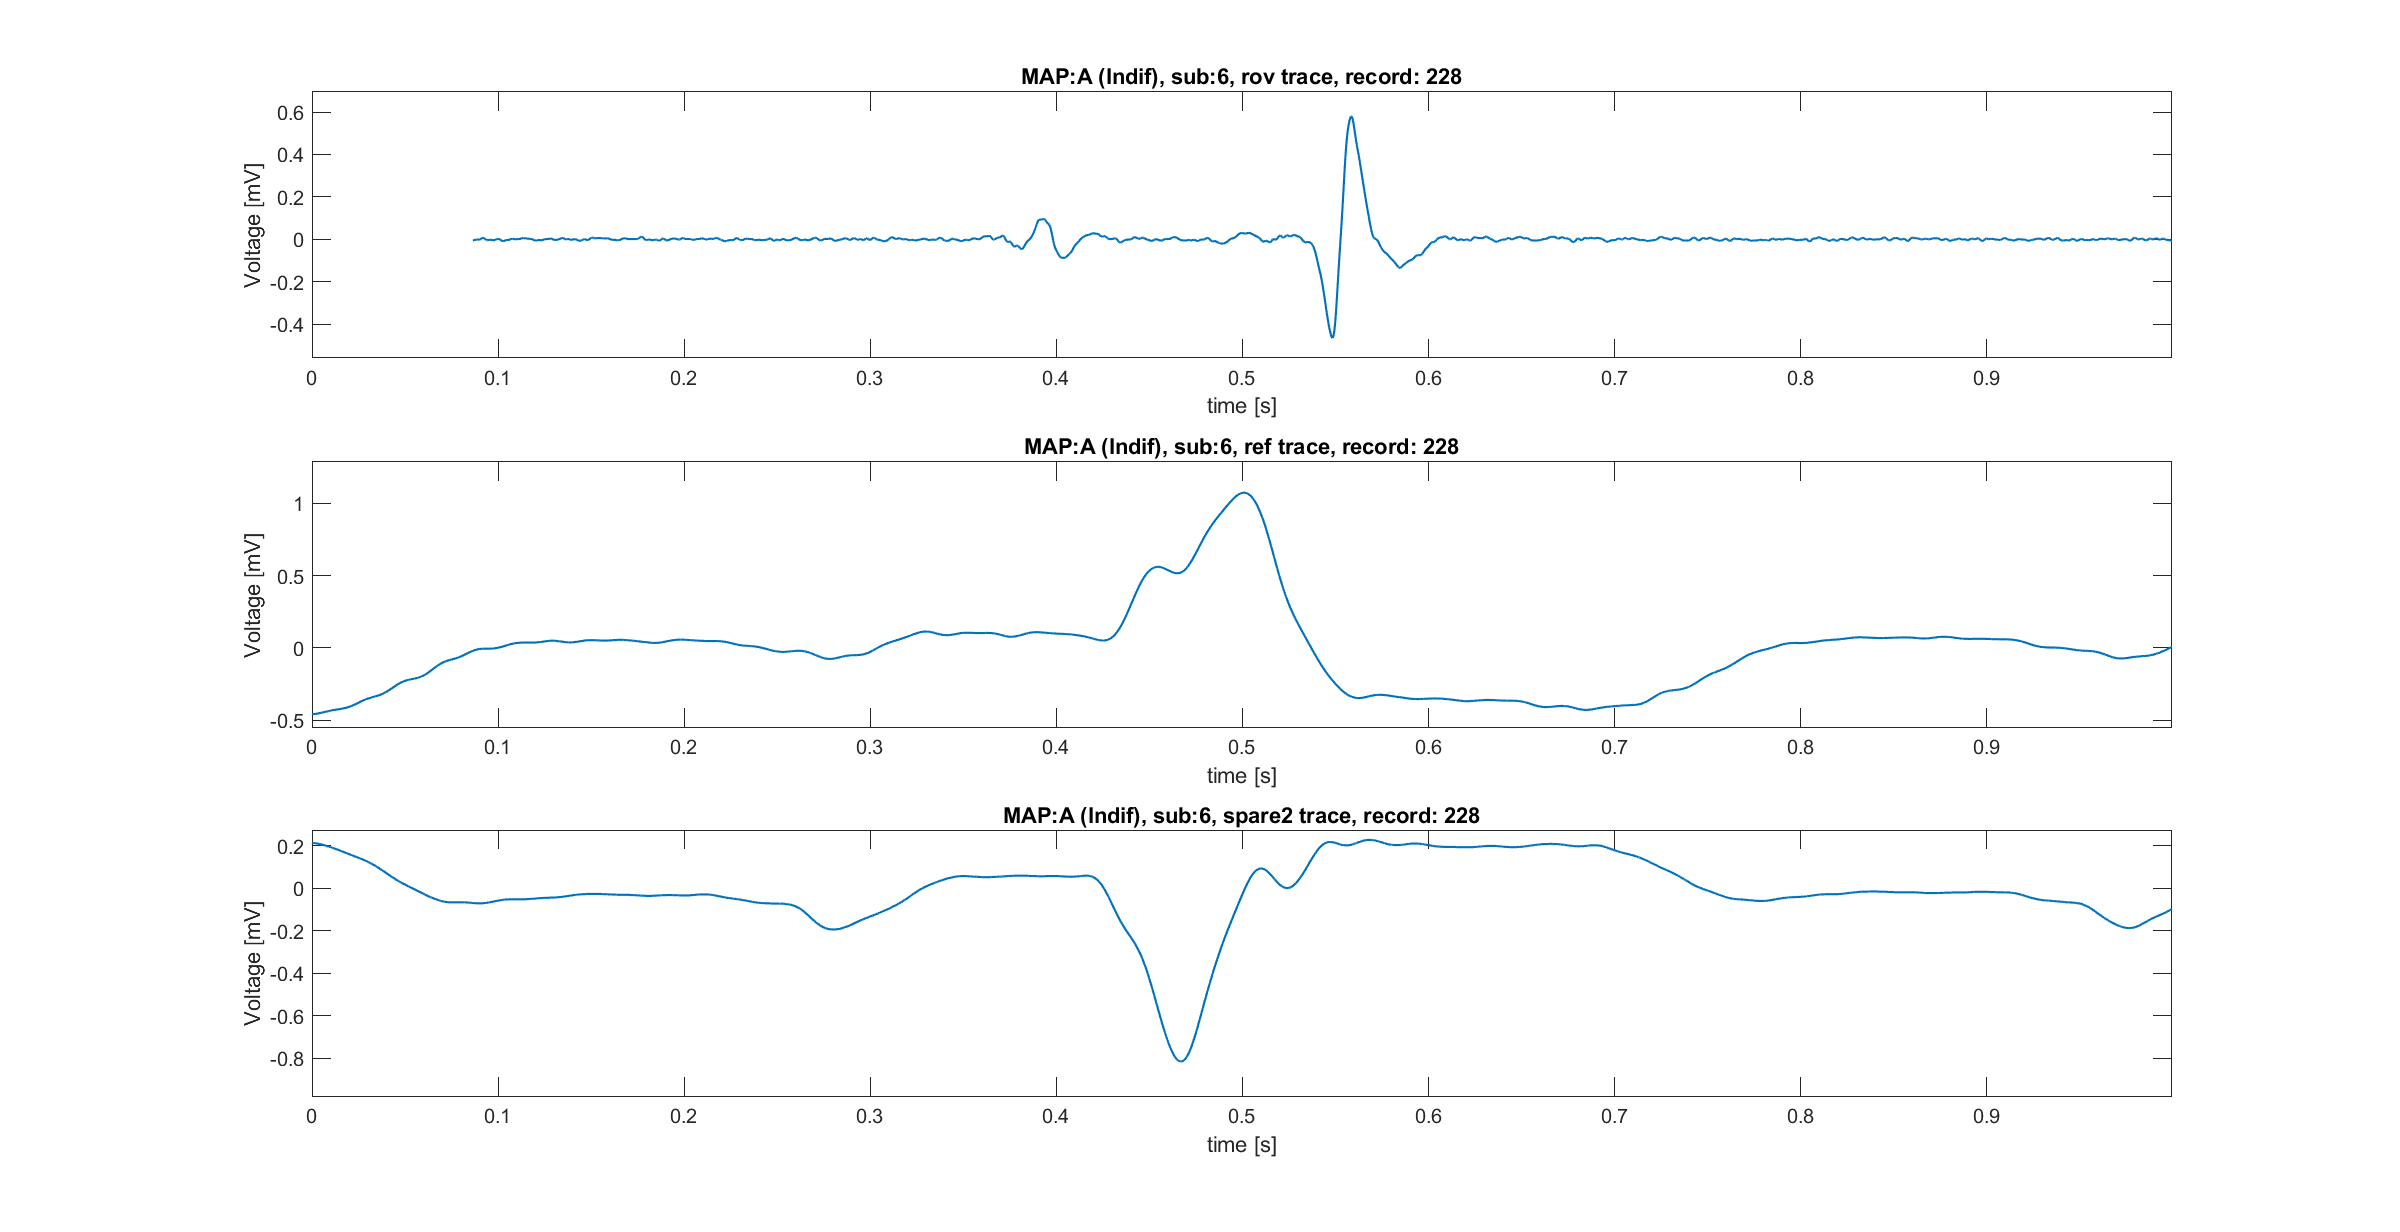 MAP:A (Indif), sub:6, rov trace, record: 228
0.6
0.4
0.2
0
-0.2
-0.4
Voltage [mV]
0 0.1 0.2 0.3 0.4 0.5 0.6 0.7 0.8 0.9
time [s]
MAP:A (Indif), sub:6, ref trace, record: 228
1
0.5
0
-0.5
Voltage [mV]
0 0.1 0.2 0.3 0.4 0.5 0.6 0.7 0.8 0.9
time [s]
MAP:A (Indif), sub:6, spare2 trace, record: 228
0.2
0
-0.2
-0.4
-0.6
-0.8
Voltage [mV]
0 0.1 0.2 0.3 0.4 0.5 0.6 0.7 0.8 0.9
time [s]